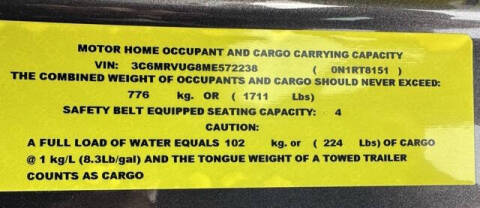 MOTOR HOME OCCUPANT AND CARGO CARRYING CAPACITY
VIN: 3C6MRVUG8ME572238 ( 0N1RT8151 )
THE COMBINED WEIGHT OF OCCUPANTS AND CARGO SHOULD NEVER EXCEED:
776 kg. OR ( 1711 Lbs)
SAFETY BELT EQUIPPED SEATING CAPACITY: 4
CAUTION:
A FULL LOAD OF WATER EQUALS 102 kg. or ( 224 Lbs) OF CARGO
@ 1 kg/L (8.3Lb/gal) AND THE TONGUE WEIGHT OF A TOWED TRAILER
COUNTS AS CARGO